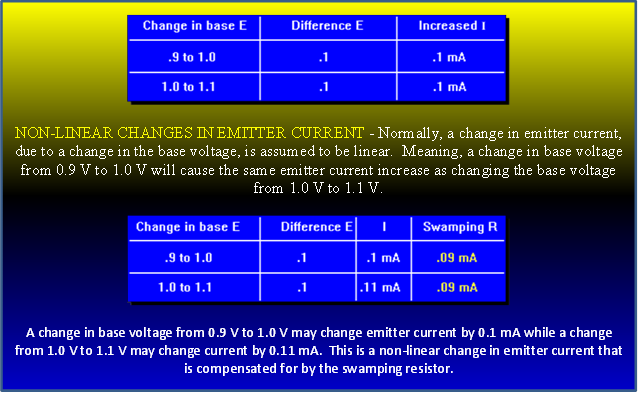 Change in base E Difference E Increased I
.9 to 1.0 .1 .1 mA
1.0 to 1.1 .1 .1 mA
NON-LINEAR CHANGES IN EMITTER CURRENT - Normally, a change in emitter current,
due to a change in the base voltage, is assumed to be linear. Meaning, a change in base voltage
from 0.9 V to 1.0 V will cause the same emitter current increase as changing the base voltage
from 1.0 V to 1.1 V.
Change in base E Difference E I Swamping R
.9 to 1.0 .1 .1 mA .09 mA
1.0 to 1.1 .1 .11 mA .09 mA
A change in base voltage from 0.9 V to 1.0 V may change emitter current by 0.1 mA while a change
from 1.0 V to 1.1 V may change current by 0.11 mA. This is a non-linear change in emitter current that
is compensated for by the swamping resistor.